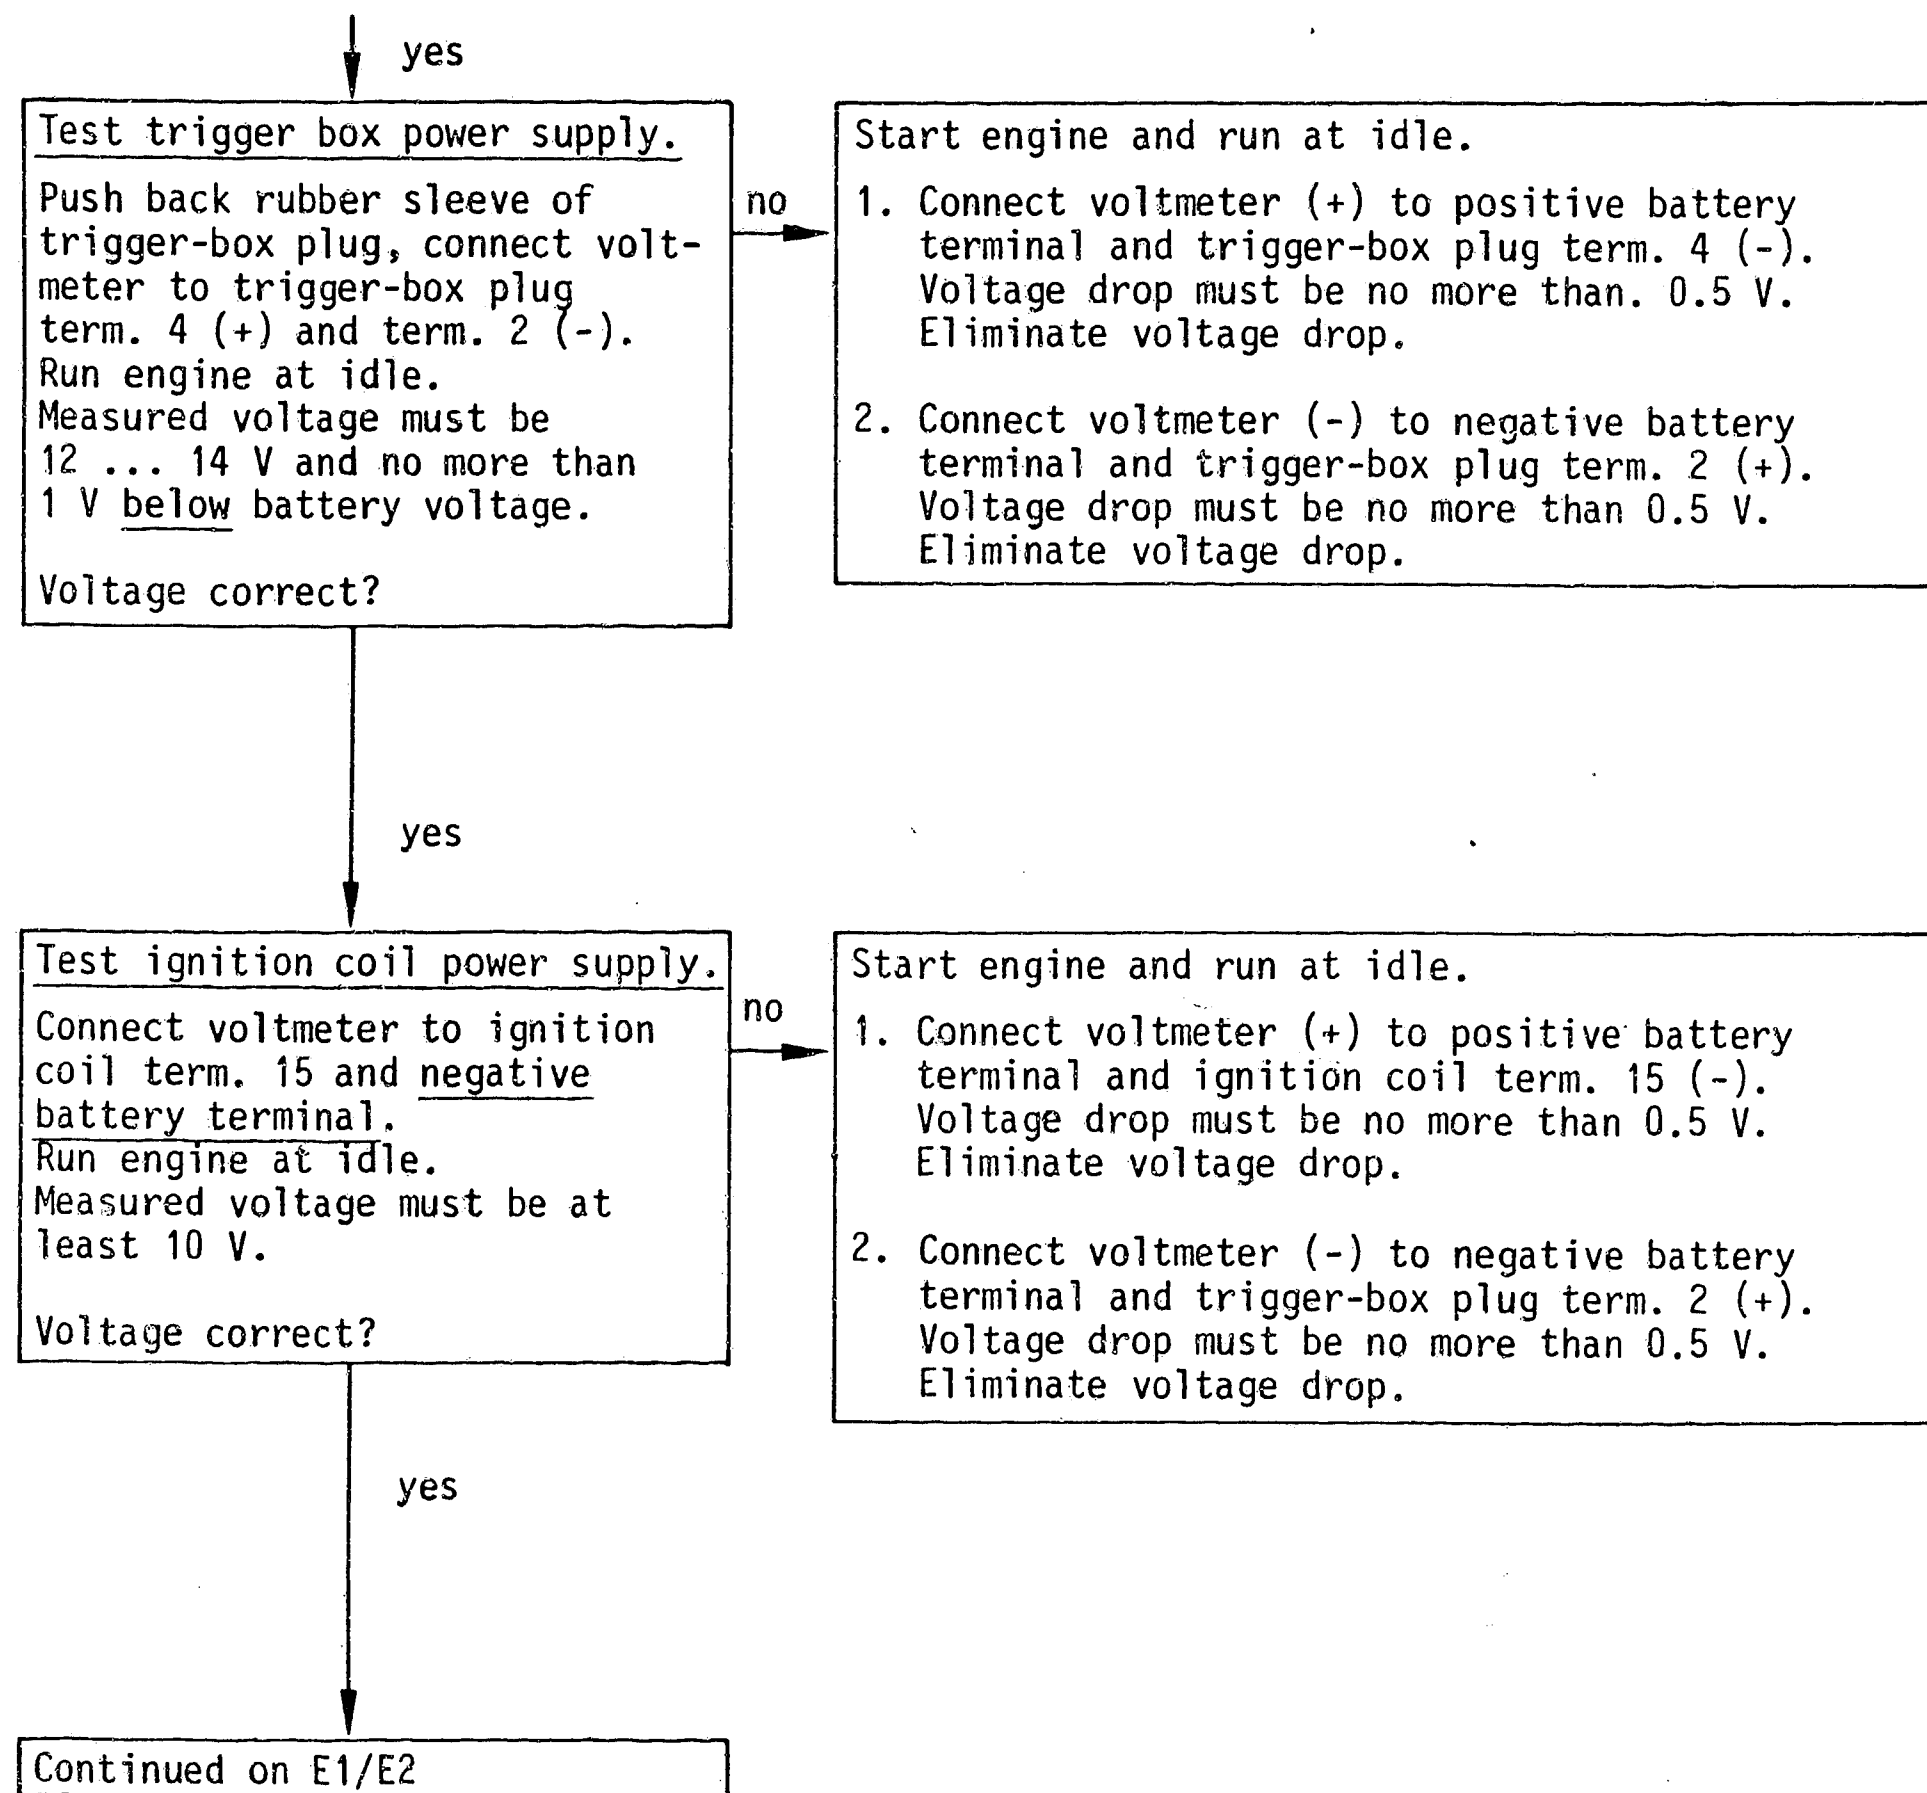 yes
Test trigger box power supply.
Push back rubber sleeve of
trigger-box plug, connect volt-
meter to trigger-box plug
term. 4 (+) and term. 2 (-).
Run engine at idle.
Measured voltage must be
12 ... 14 V and no more than
1 V below battery voltage.
Voltage correct?
no
Start engine and run at idle.
1. Connect voltmeter (+) to positive battery
terminal and trigger-box plug term. 4 (-).
Voltage drop must be no more than. 0.5 V.
Eliminate voltage drop.
2. Connect voltmeter (-) to negative battery
terminal and trigger-box plug term. 2 (+).
Voltage drop must be no more than 0.5 V.
Eliminate voltage drop.
yes
Test ignition coil power supply.
Connect voltmeter to ignition
coil term. 15 and negative
battery terminal.
Run engine at idle.
Measured voltage must be at
least 10 V.
Voltage correct?
no
Start engine and run at idle.
1. Connect voltmeter (+) to positive battery
terminal and ignition coil term. 15 (-).
Voltage drop must be no more than 0.5 V.
Eliminate voltage drop.
2. Connect voltmeter (-) to negative battery
terminal and trigger-box plug term. 2 (+).
Voltage drop must be no more than 0.5 V.
Eliminate voltage drop.
yes
Continued on E1/E2